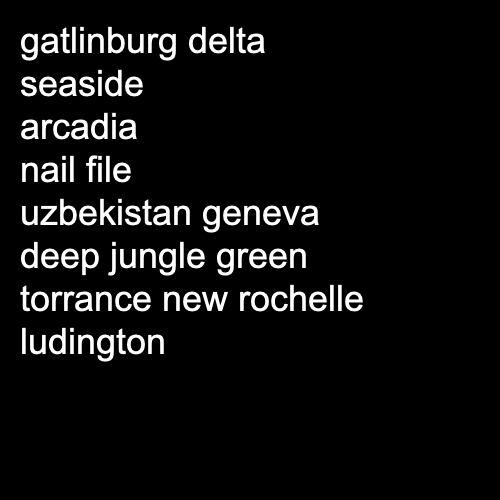 gatlinburg delta
seaside
arcadia
nail file
uzbekistan geneva
deep jungle green
torrance new rochelle
ludington